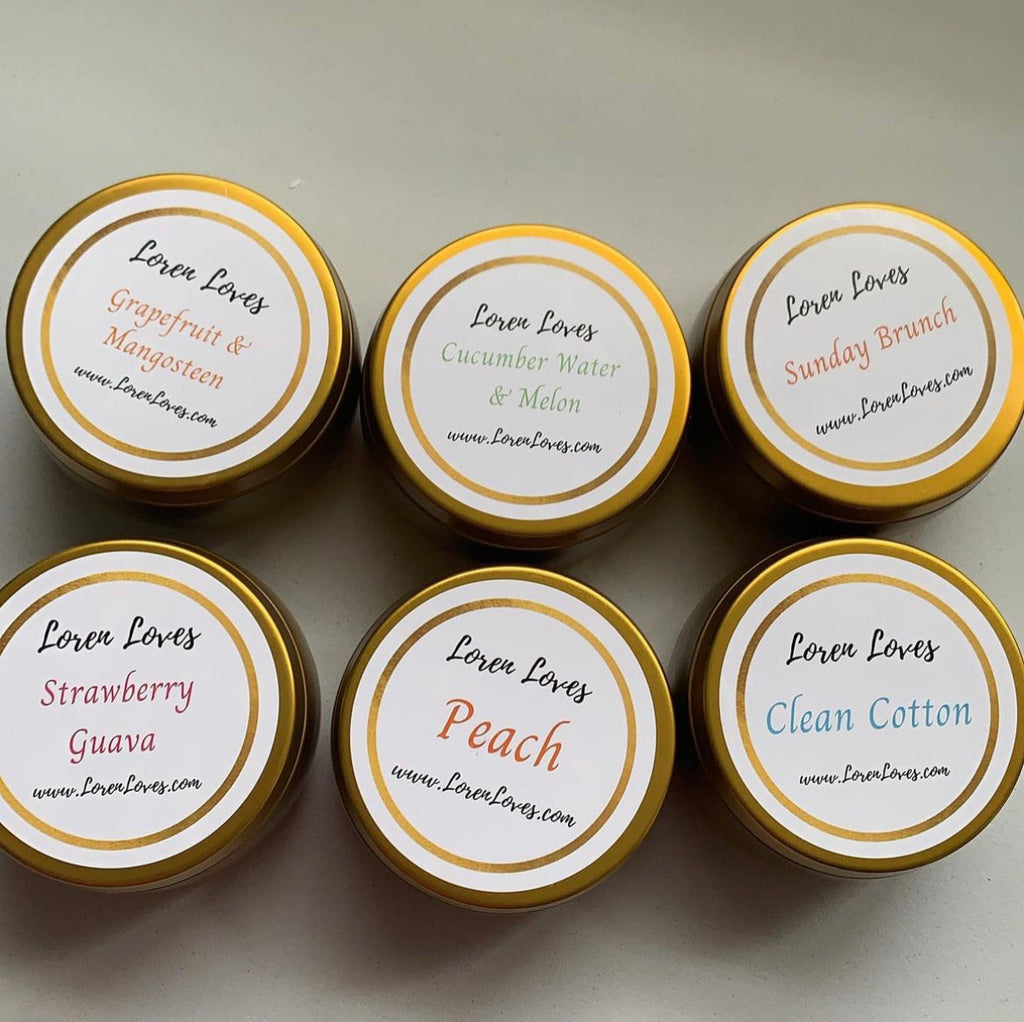 Loren Loves
Grapefruit &
Mangosteen
www.LorenLoves.com
Loren Loves
Cucumber Water
& Melon
www.LorenLoves.com
Loren Loves
Sunday Brunch
www.LorenLoves.com
Loren Loves
Strawberry
Guava
www.LorenLoves.com
Loren Loves
Peach
www.LorenLoves.com
Loren Loves
Clean Cotton
www.LorenLoves.com